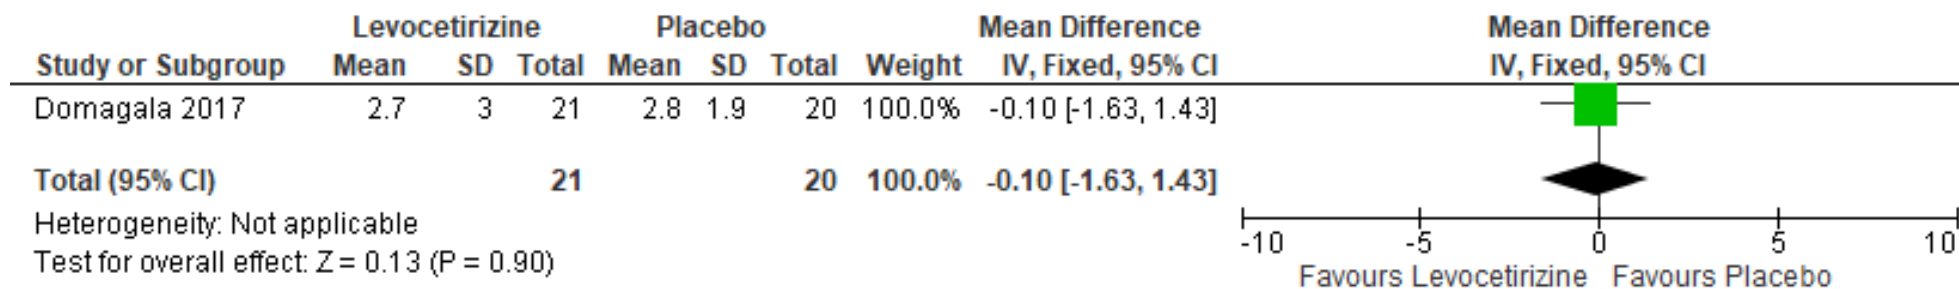 Levocetirizine Placebo Mean Difference Mean Difference
Study or Subgroup Mean SD Total Mean SD Total Weight IV, Fixed, 95% CI IV, Fixed, 95% CI
Domagala 2017 2.7 3 21 2.8 1.9 20 100.0% -0.10 [-1.63, 1.43]
Total (95% CI) 21 20 100.0% -0.10 [-1.63, 1.43]
Heterogeneity: Not applicable
Test for overall effect: Z = 0.13 (P = 0.90)
-10 -5 0 5 10
Favours Levocetirizine Favours Placebo